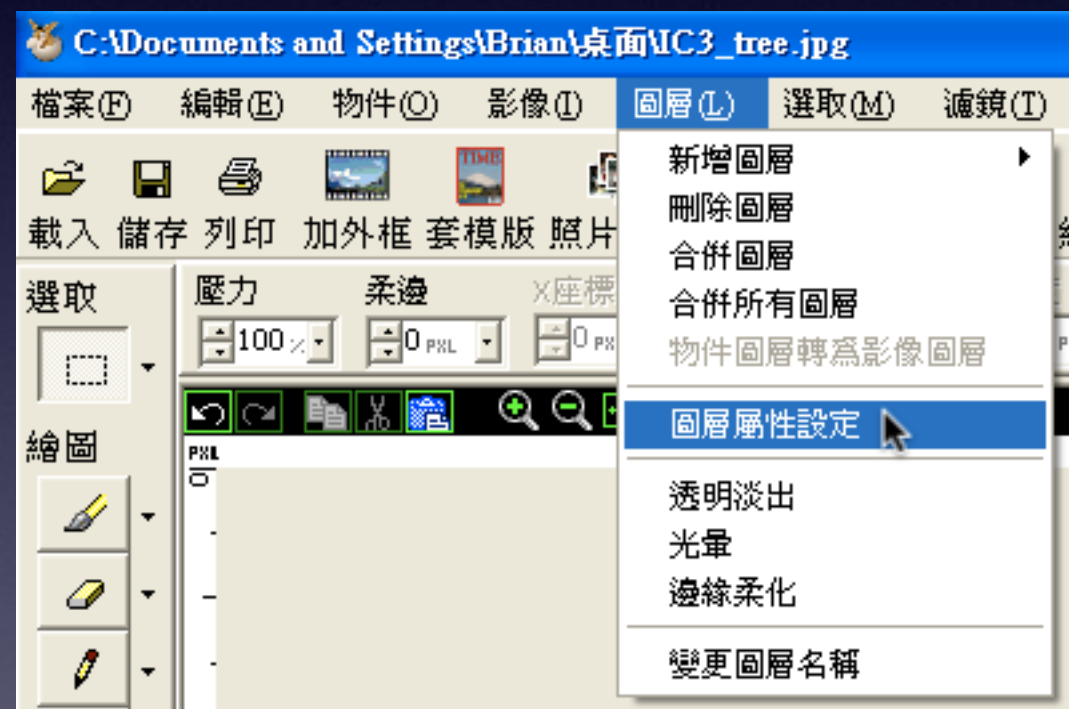 C:\Documents and Settings\Brian\桌面\IC3_tree.jpg
檔案(F) 編輯(E) 物件(O) 影像(I) 圖層(L) 選取(M) 濾鏡(T)
載入 儲存 列印 加外框 套模版 照片
TIME
新增圖層
刪除圖層
合併圖層
合併所有圖層
物件圖層轉為影像圖層
圖層屬性設定
透明淡出
光暈
邊緣柔化
變更圖層名稱
選取
壓力 柔邊 X座標
100 % 0 PXL 0
繪圖
PXL
0